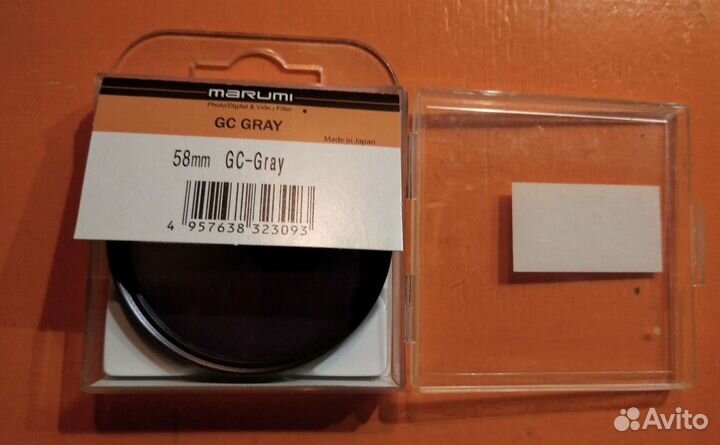 marumi
Photo/Digital & Video Filter
GC GRAY
Made in Japan
58mm GC-Gray
4 957638 323093
Avito